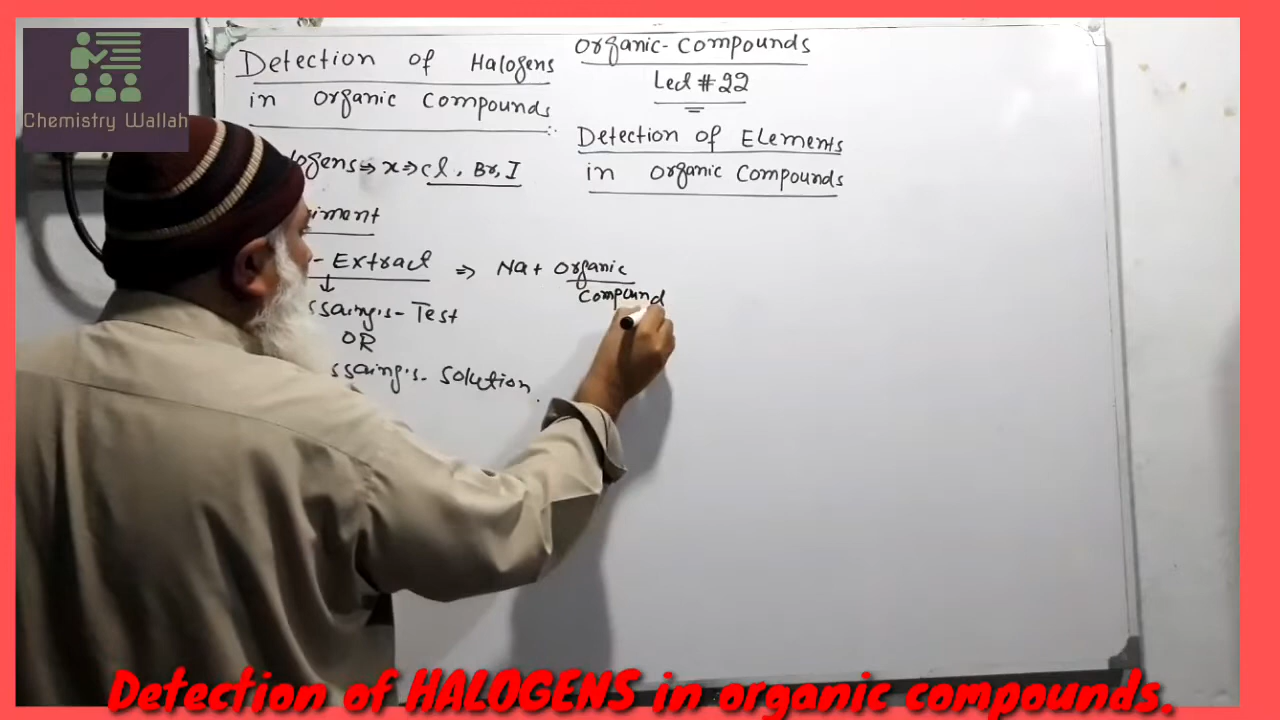 Chemistry Wallah
Detection of Halogens
in organic compounds
organic-compounds
Lec # 22
Detection of Elements
in organic compounds
logens ⇒ x ⇒ Cl, Br, I
iment
- Extract ⇒ Na + organic
compound
ssaing's - Test
OR
ssaing's - solution.
Detection of HALOGENS in organic compounds.